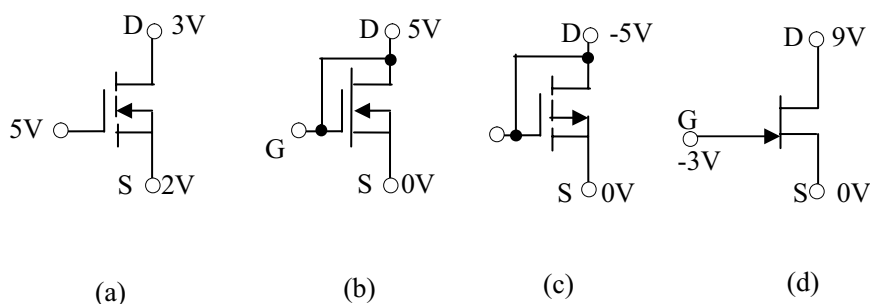 D 3V
5V
S 2V
(a)
D 5V
G
S 0V
(b)
D -5V
S 0V
(c)
D 9V
G
-3V
S 0V
(d)